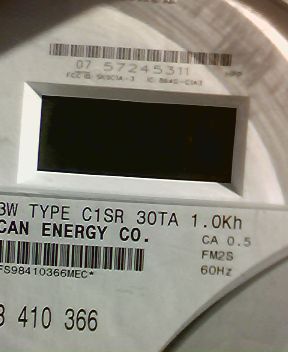 07 57245311
3W TYPE C1SR 30TA 1.0Kh
CAN ENERGY CO.
CA 0.5
FM2S
60Hz
FS98410366MEC*
3 410 366